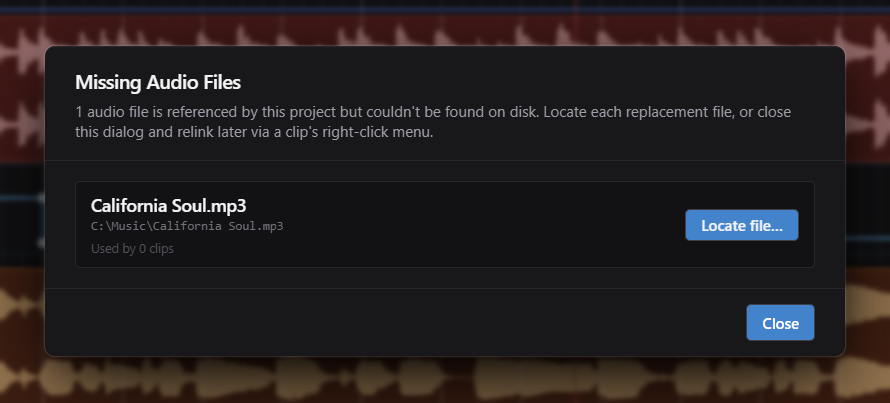 Missing Audio Files
1 audio file is referenced by this project but couldn't be found on disk. Locate each replacement file, or close
this dialog and relink later via a clip's right-click menu.
California Soul.mp3
C:\Music\California Soul.mp3
Used by 0 clips
Locate file...
Close